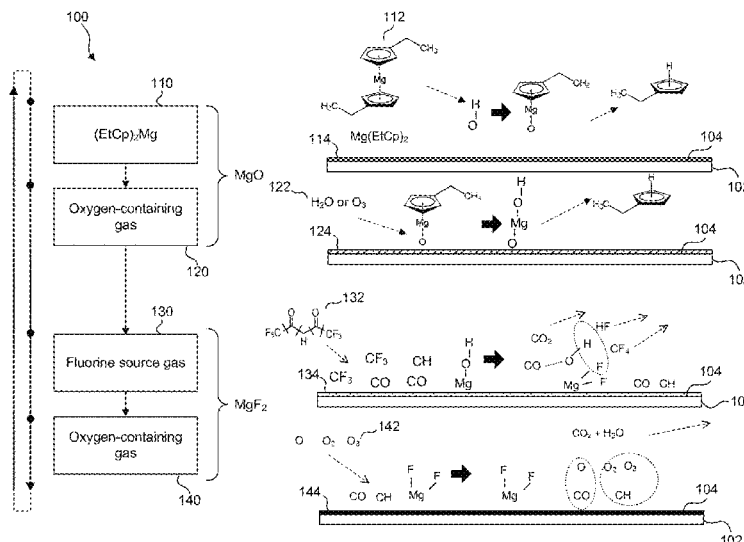 100
110
(EtCp)₂Mg
Oxygen-containing
gas
120
MgO
130
Fluorine source gas
Oxygen-containing
gas
140
MgF₂
112
CH₃
Mg
H₃C
Mg(EtCp)₂
H
O
CH₃
Mg
O
H
H₃C
114
104
102
122
H₂O or O₃
CH₃
Mg
O
H
O
Mg
O
H
H₃C
124
104
132
O O
F₃C CF₃
H
CF₃
CF₃
CH
CO
CO
H
O
Mg
CO₂
CO
O
H
HF
CF₄
F
F
Mg
CO CH
134
104
O O₂ O₃
142
CO CH
F
F
Mg
F
F
Mg
CO₂ + H₂O
O
CO
O₂ O₃
CH
144
104
102